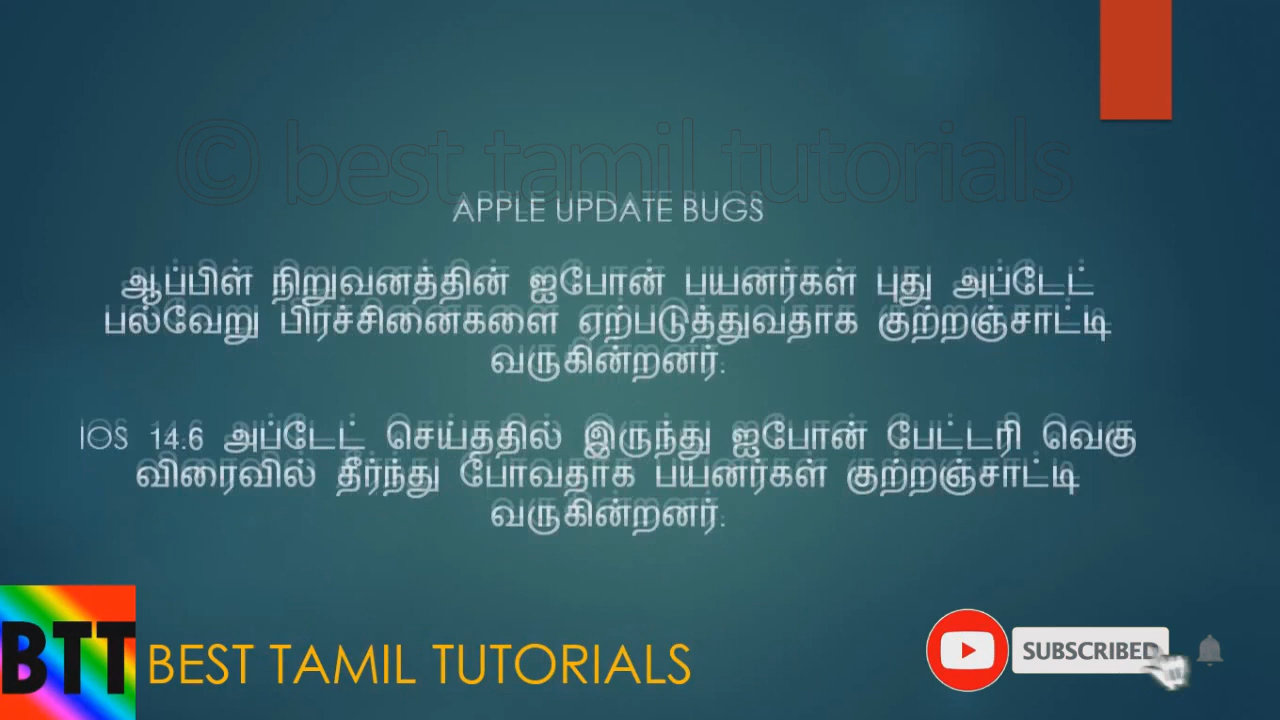 © best tamil tutorials
APPLE UPDATE BUGS
ஆப்பிள் நிறுவனத்தின் ஐபோன் பயனர்கள் புது அப்டேட்
பல்வேறு பிரச்சினைகளை ஏற்படுத்துவதாக குற்றஞ்சாட்டி
வருகின்றனர்.
IOS 14.6 அப்டேட் செய்ததில் இருந்து ஐபோன் பேட்டரி வெகு
விரைவில் தீர்ந்து போவதாக பயனர்கள் குற்றஞ்சாட்டி
வருகின்றனர்.
BTT BEST TAMIL TUTORIALS
SUBSCRIBED